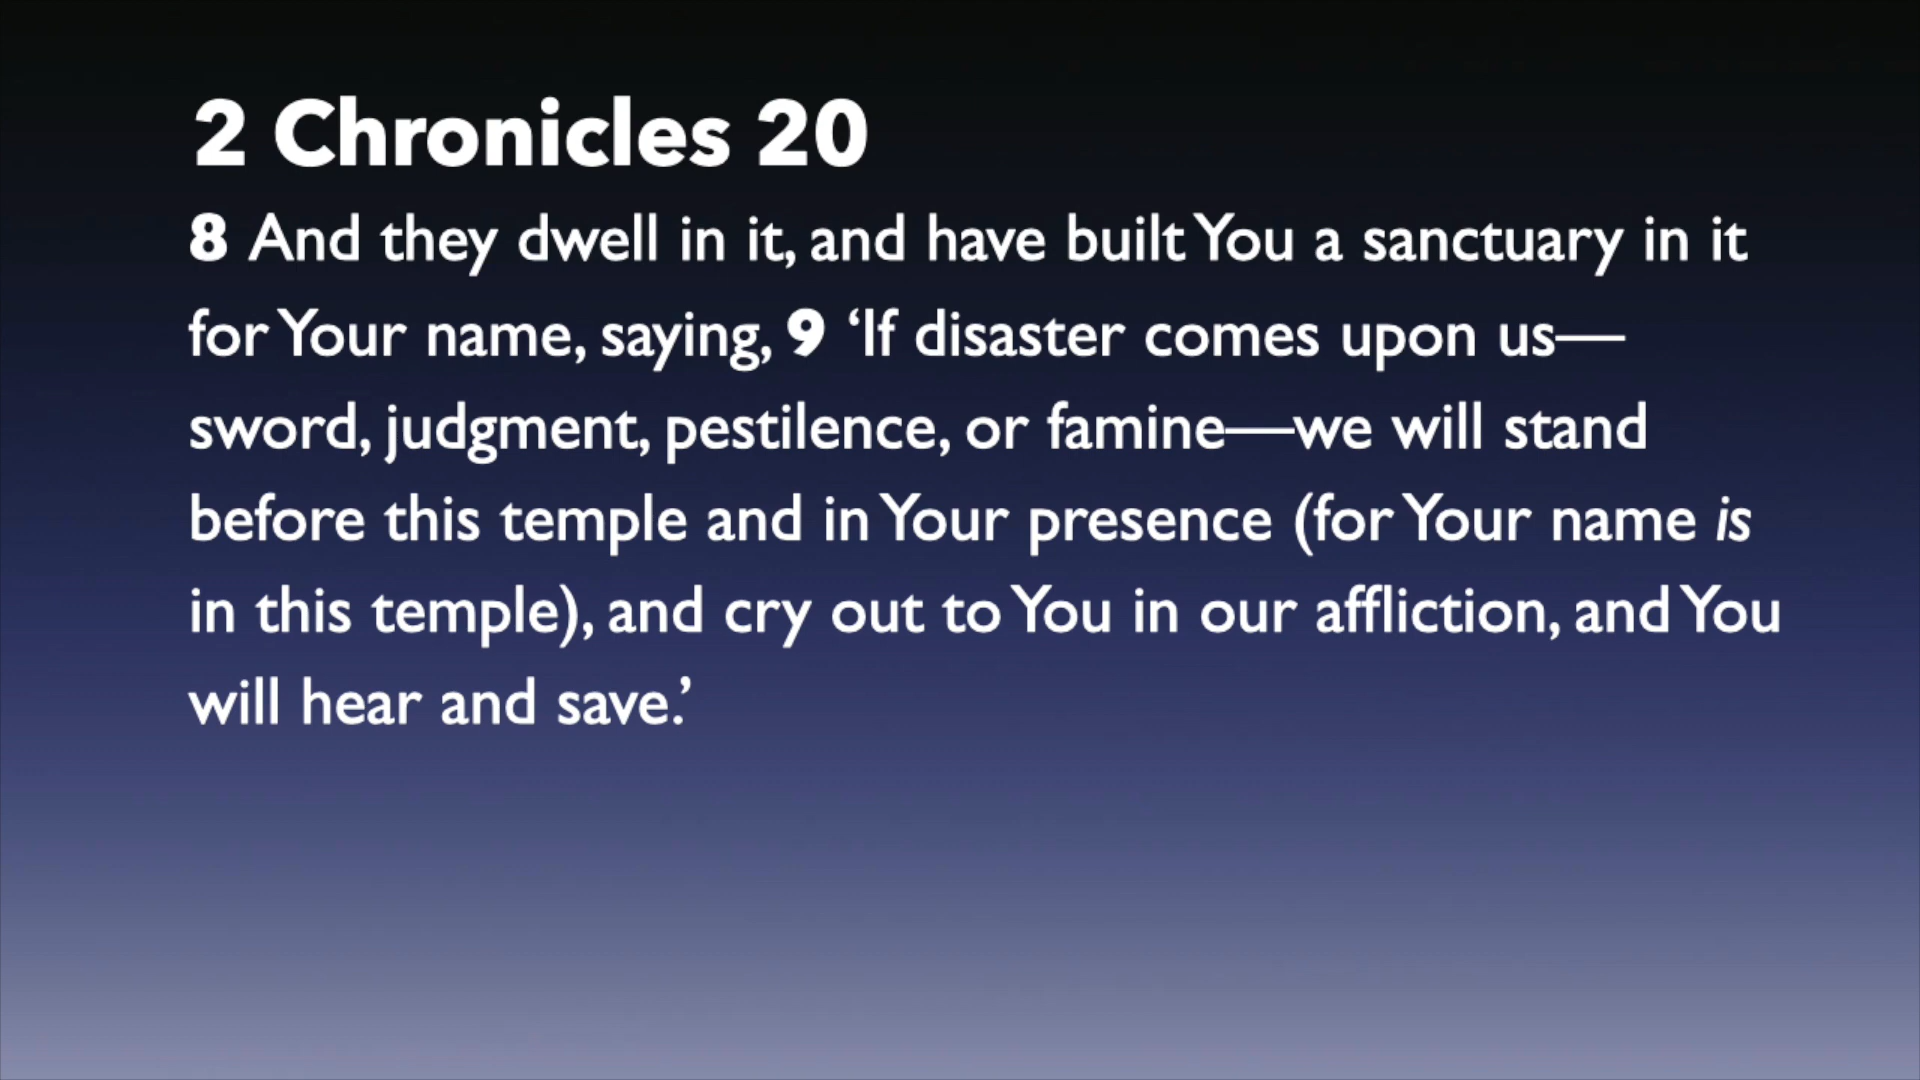 2 Chronicles 20
8 And they dwell in it, and have built You a sanctuary in it
for Your name, saying, 9 ‘If disaster comes upon us—
sword, judgment, pestilence, or famine—we will stand
before this temple and in Your presence (for Your name is
in this temple), and cry out to You in our affliction, and You
will hear and save.’